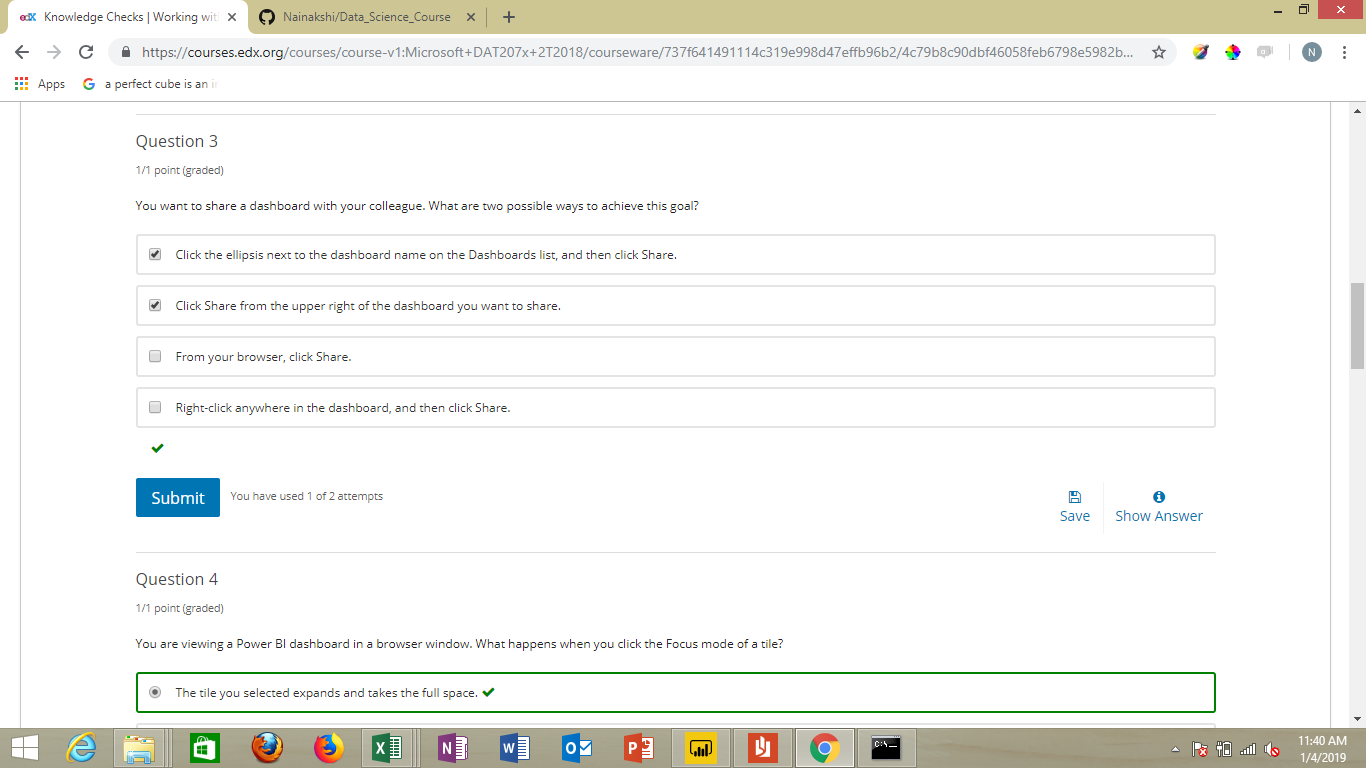 edX Knowledge Checks | Working wit
Nainakshi/Data_Science_Course
https://courses.edx.org/courses/course-v1:Microsoft+DAT207x+2T2018/courseware/737f641491114c319e998d47effb96b2/4c79b8c90dbf46058feb6798e5982b...
N
Apps
G a perfect cube is an i
Question 3
1/1 point (graded)
You want to share a dashboard with your colleague. What are two possible ways to achieve this goal?
Click the ellipsis next to the dashboard name on the Dashboards list, and then click Share.
Click Share from the upper right of the dashboard you want to share.
From your browser, click Share.
Right-click anywhere in the dashboard, and then click Share.
Submit
You have used 1 of 2 attempts
Save
Show Answer
Question 4
1/1 point (graded)
You are viewing a Power BI dashboard in a browser window. What happens when you click the Focus mode of a tile?
The tile you selected expands and takes the full space.
11:40 AM
1/4/2019